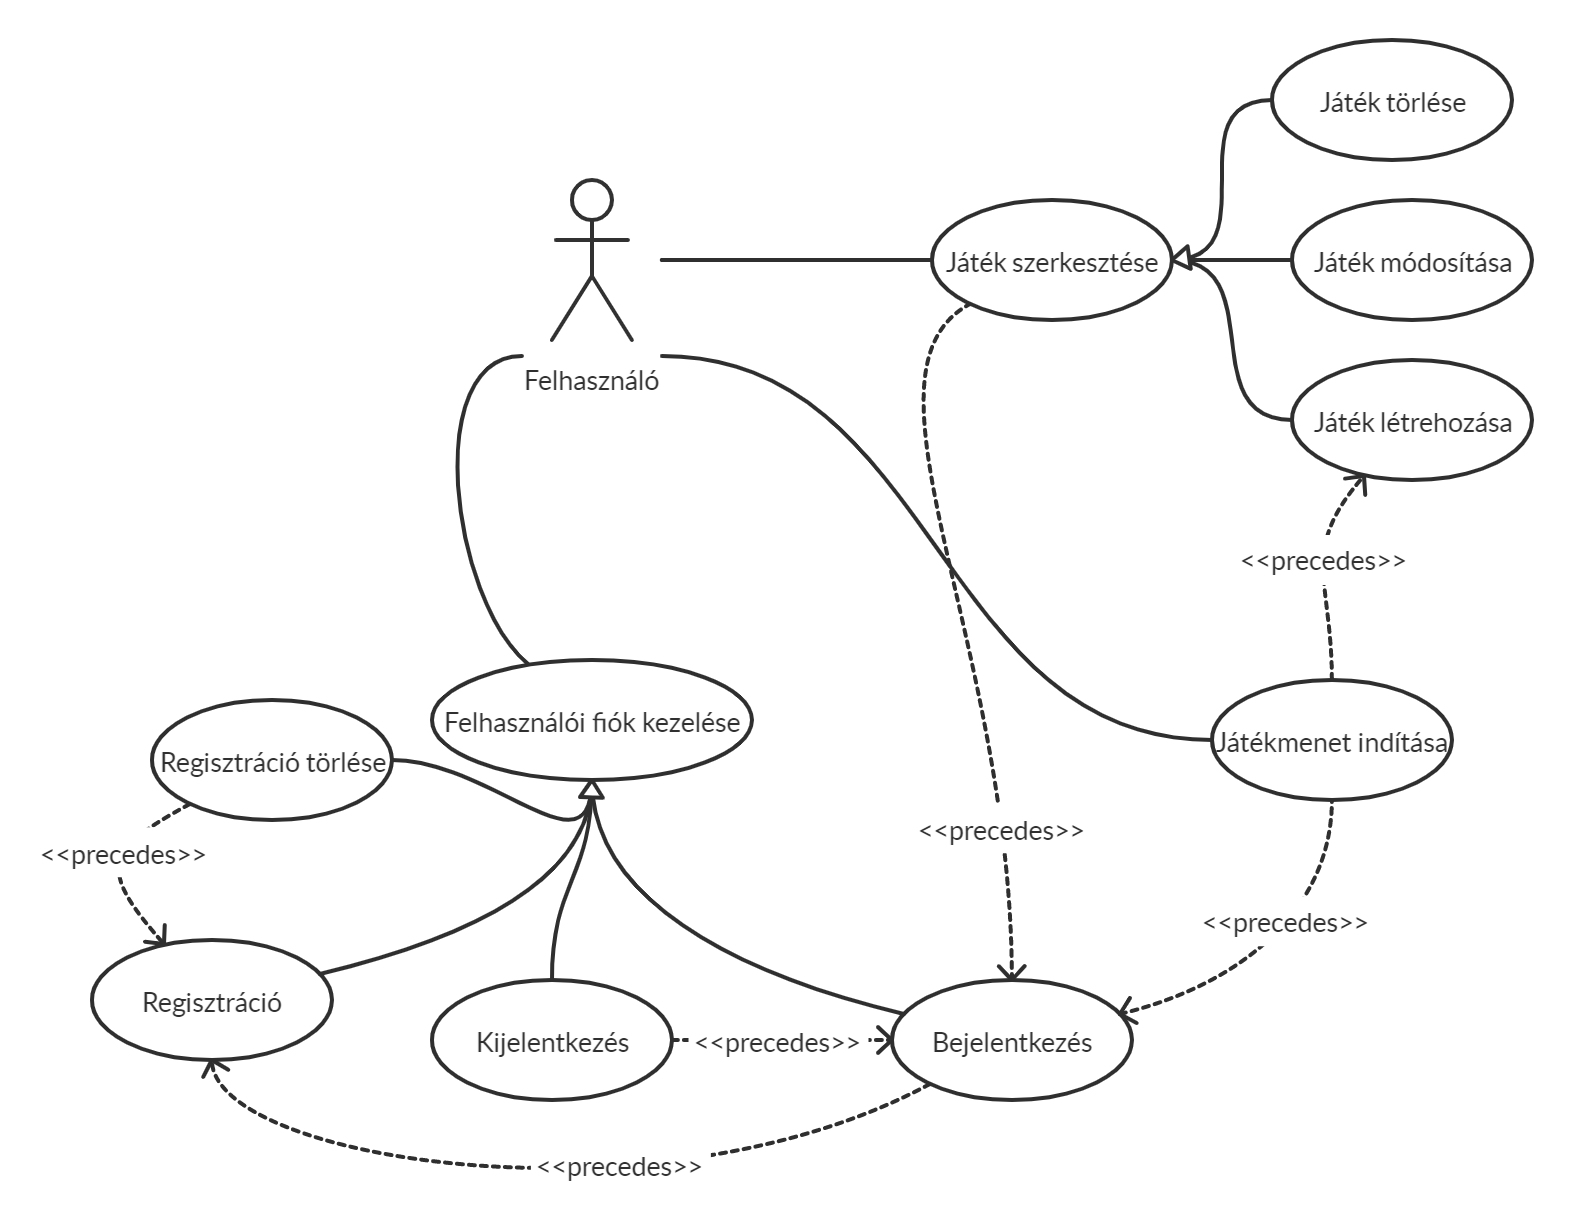 Játék törlése
Játék szerkesztése
Játék módosítása
Felhasználó
Játék létrehozása
<<precedes>>
Felhasználói fiók kezelése
Játékmenet indítása
Regisztráció törlése
<<precedes>>
<<precedes>>
<<precedes>>
Regisztráció
Kijelentkezés
<<precedes>>
Bejelentkezés
<<precedes>>